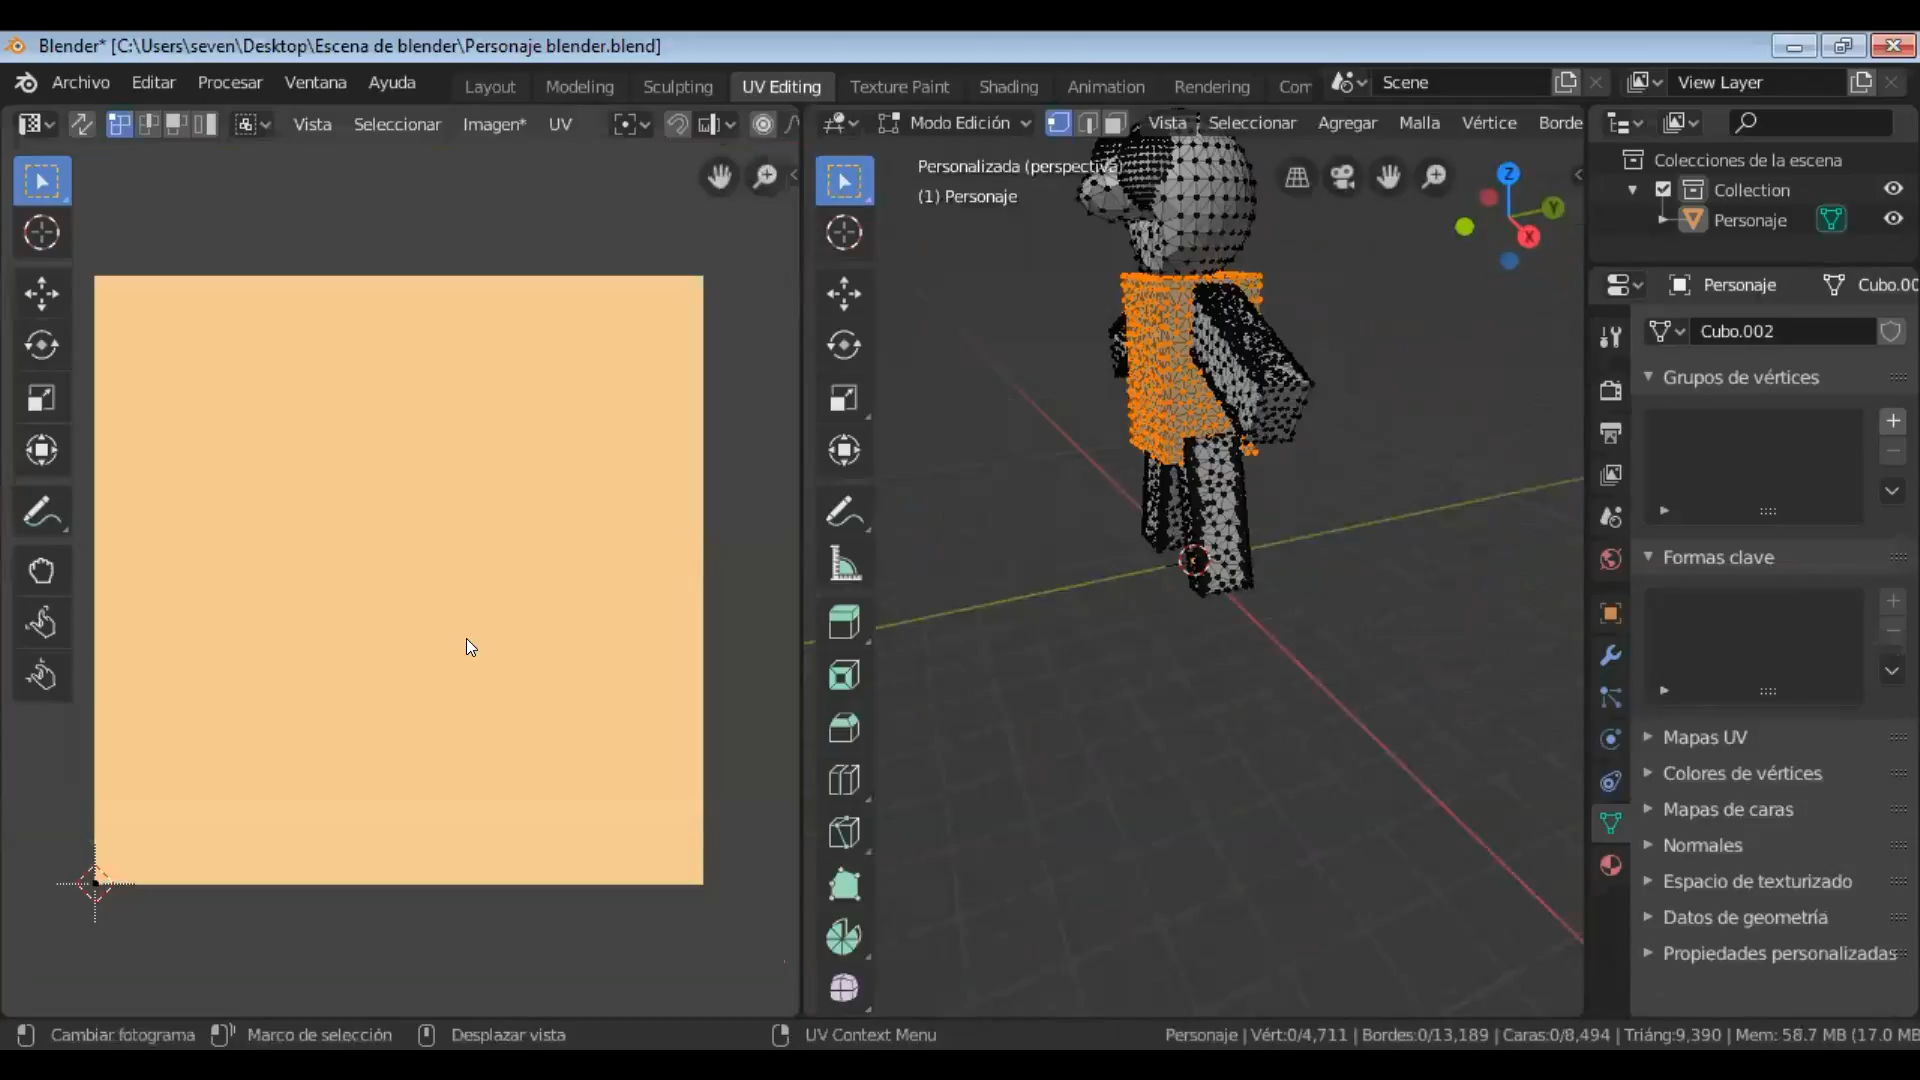 Blender* [C:\Users\seven\Desktop\Escena de blender\Personaje blender.blend]
Archivo Editar Procesar Ventana Ayuda Layout Modeling Sculpting UV Editing Texture Paint Shading Animation Rendering Com Scene View Layer
Vista Seleccionar Imagen* UV
Modo Edición Vista Seleccionar Agregar Malla Vértice Borde
Personalizada (perspectiva)
(1) Personaje
Z
Y
X
Colecciones de la escena
Collection
Personaje
Personaje Cubo.00
Cubo.002
Grupos de vértices
Formas clave
Mapas UV
Colores de vértices
Mapas de caras
Normales
Espacio de texturizado
Datos de geometría
Propiedades personalizadas
Cambiar fotograma Marco de selección Desplazar vista UV Context Menu Personaje | Vért:0/4,711 | Bordes:0/13,189 | Caras:0/8,494 | Triáng:9,390 | Mem: 58.7 MB (17.0 MB